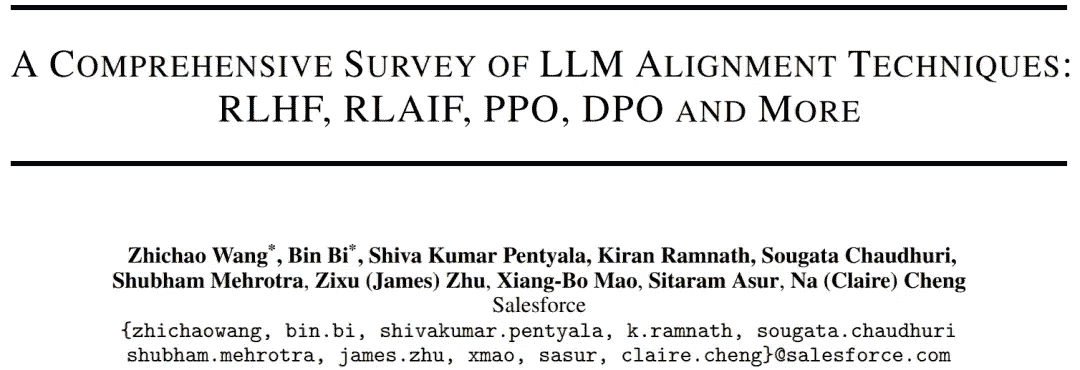 A COMPREHENSIVE SURVEY OF LLM ALIGNMENT TECHNIQUES:
RLHF, RLAIF, PPO, DPO AND MORE
Zhichao Wang*, Bin Bi*, Shiva Kumar Pentyala, Kiran Ramnath, Sougata Chaudhuri,
Shubham Mehrotra, Zixu (James) Zhu, Xiang-Bo Mao, Sitaram Asur, Na (Claire) Cheng
Salesforce
{zhichaowang, bin.bi, shivakumar.pentyala, k.ramnath, sougata.chaudhuri
shubham.mehrotra, james.zhu, xmao, sasur, claire.cheng}@salesforce.com